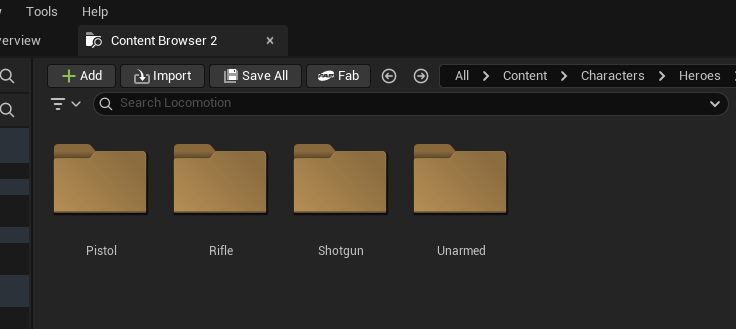 Tools Help
erview Content Browser 2
Add Import Save All Fab All Content Characters Heroes
Search Locomotion
Pistol Rifle Shotgun Unarmed